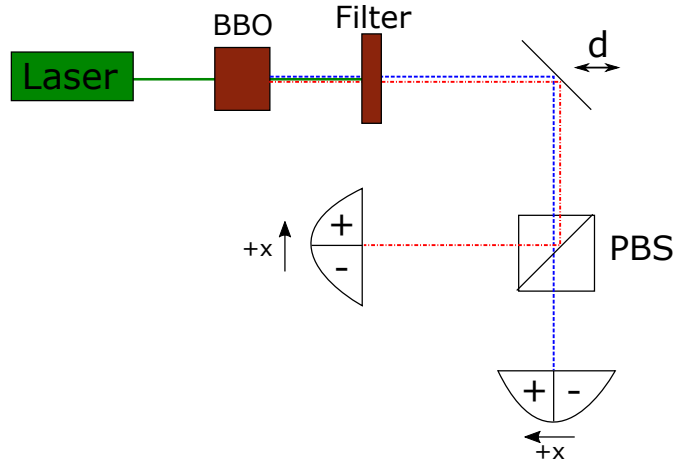 Filter
BBO
d
Laser
+
+x
-
PBS
+ -
+x